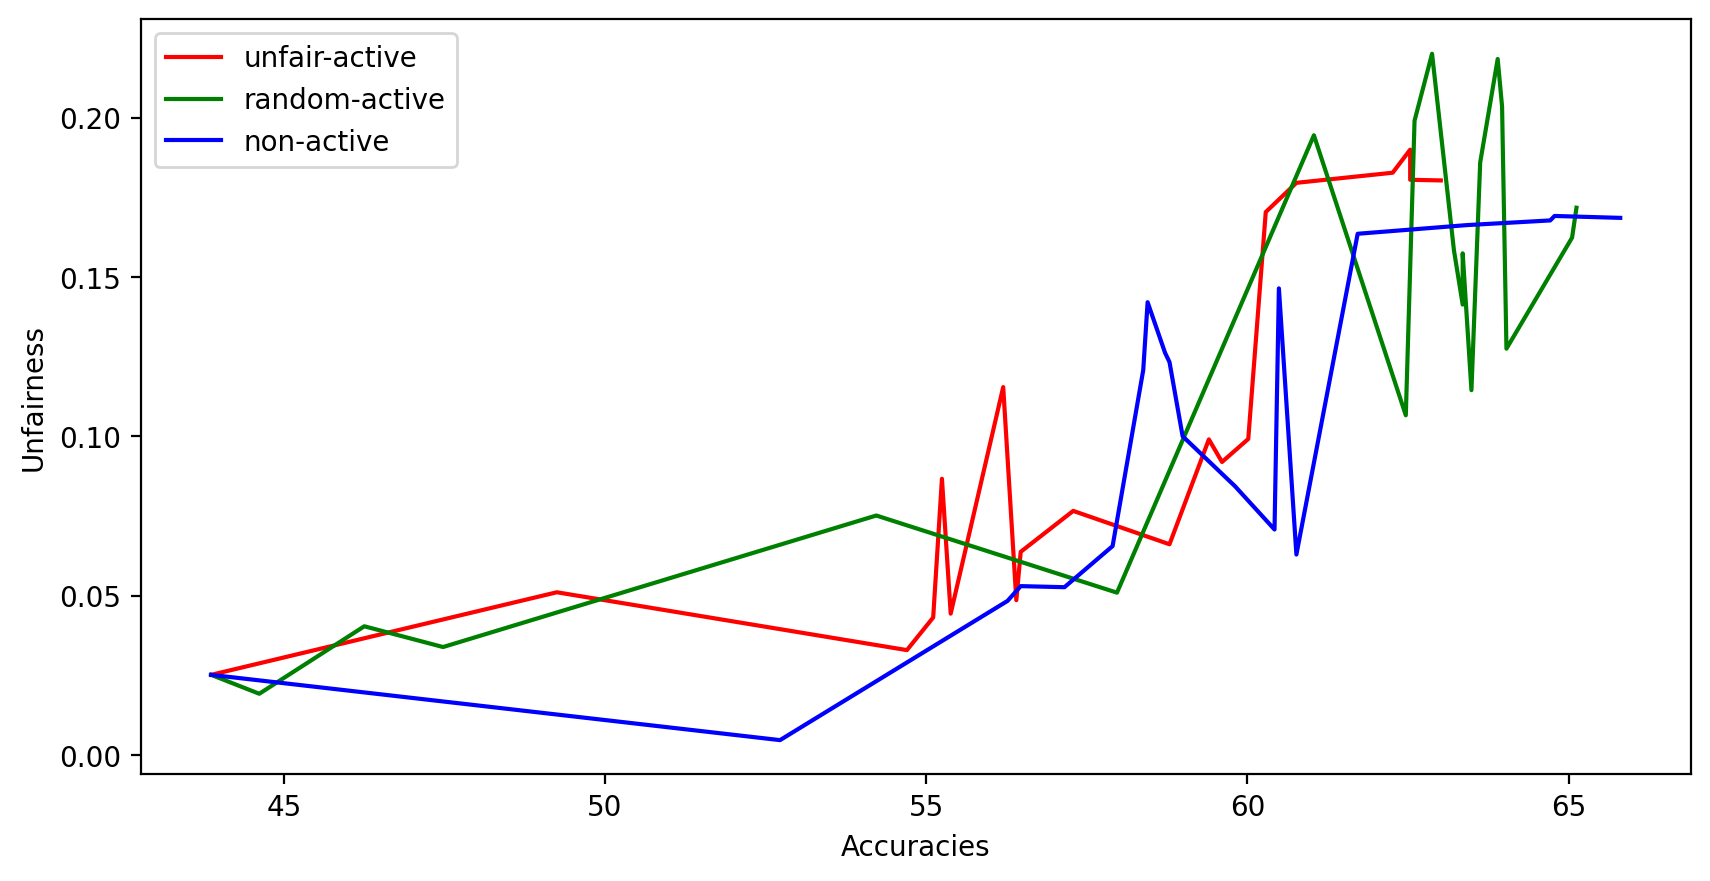 unfair-active
random-active
non-active
0.20
0.15
0.10
0.05
0.00
Unfairness
45 50 55 60 65
Accuracies